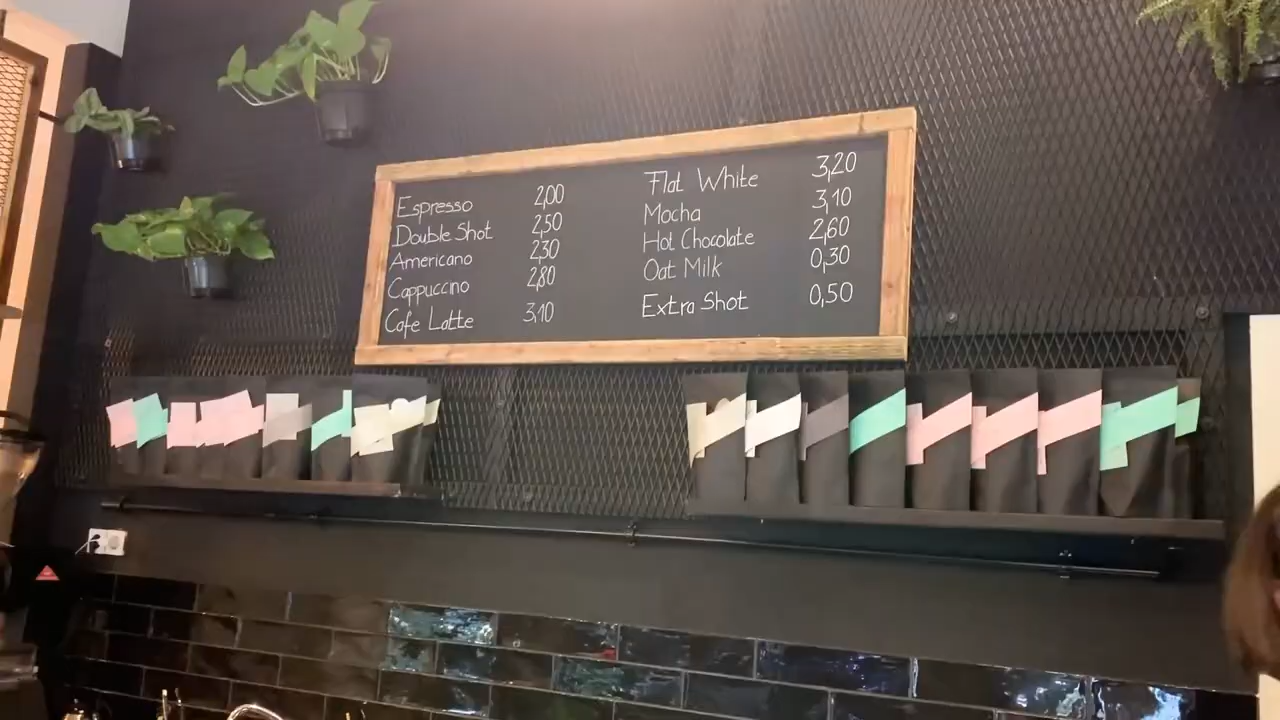 Espresso 2,00
Double Shot 2,50
Americano 2,30
Cappuccino 2,80
Cafe Latte 3,10
Flat White 3,20
Mocha 3,10
Hot Chocolate 2,60
Oat Milk 0,30
Extra Shot 0,50